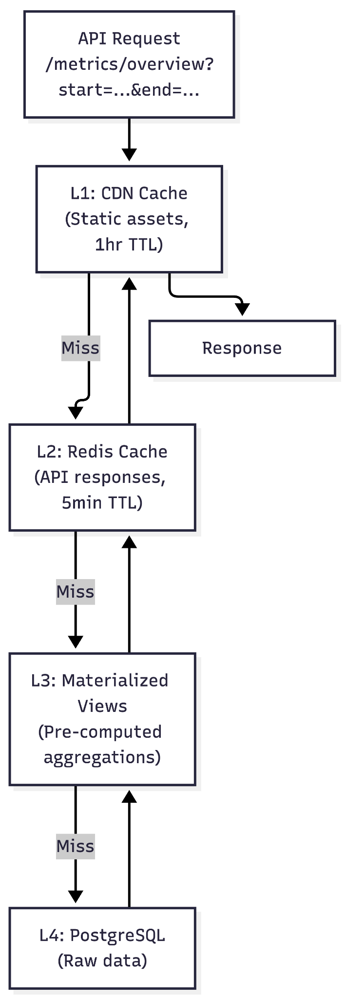 API Request
/metrics/overview?
start=...&end=...
L1: CDN Cache
(Static assets,
1hr TTL)
Miss
Response
L2: Redis Cache
(API responses,
5min TTL)
Miss
L3: Materialized
Views
(Pre-computed
aggregations)
Miss
L4: PostgreSQL
(Raw data)